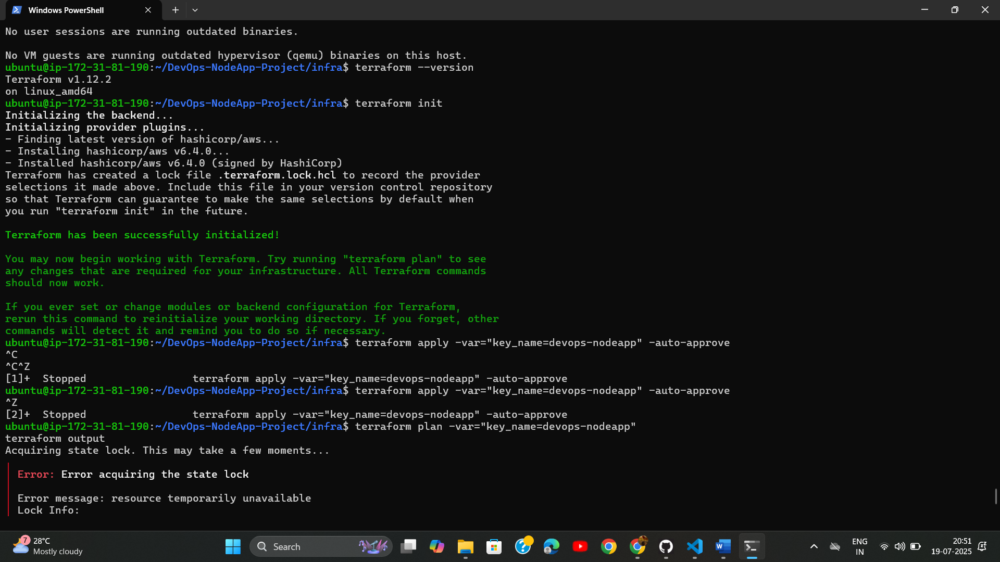 Windows PowerShell
No user sessions are running outdated binaries.
No VM guests are running outdated hypervisor (qemu) binaries on this host.
ubuntu@ip-172-31-81-190:~/DevOps-NodeApp-Project/infra$ terraform --version
Terraform v1.12.2
on linux_amd64
ubuntu@ip-172-31-81-190:~/DevOps-NodeApp-Project/infra$ terraform init
Initializing the backend...
Initializing provider plugins...
- Finding latest version of hashicorp/aws...
- Installing hashicorp/aws v6.4.0...
- Installed hashicorp/aws v6.4.0 (signed by HashiCorp)
Terraform has created a lock file .terraform.lock.hcl to record the provider
selections it made above. Include this file in your version control repository
so that Terraform can guarantee to make the same selections by default when
you run "terraform init" in the future.
Terraform has been successfully initialized!
You may now begin working with Terraform. Try running "terraform plan" to see
any changes that are required for your infrastructure. All Terraform commands
should now work.
If you ever set or change modules or backend configuration for Terraform,
rerun this command to reinitialize your working directory. If you forget, other
commands will detect it and remind you to do so if necessary.
ubuntu@ip-172-31-81-190:~/DevOps-NodeApp-Project/infra$ terraform apply -var="key_name=devops-nodeapp" -auto-approve
^C
^C^Z
[1]+  Stopped                 terraform apply -var="key_name=devops-nodeapp" -auto-approve
ubuntu@ip-172-31-81-190:~/DevOps-NodeApp-Project/infra$ terraform apply -var="key_name=devops-nodeapp" -auto-approve
^Z
[2]+  Stopped                 terraform apply -var="key_name=devops-nodeapp" -auto-approve
ubuntu@ip-172-31-81-190:~/DevOps-NodeApp-Project/infra$ terraform plan -var="key_name=devops-nodeapp"
terraform output
Acquiring state lock. This may take a few moments...
Error: Error acquiring the state lock
Error message: resource temporarily unavailable
Lock Info:
7
28°C
Mostly cloudy
Search
ENG
IN
20:51
19-07-2025